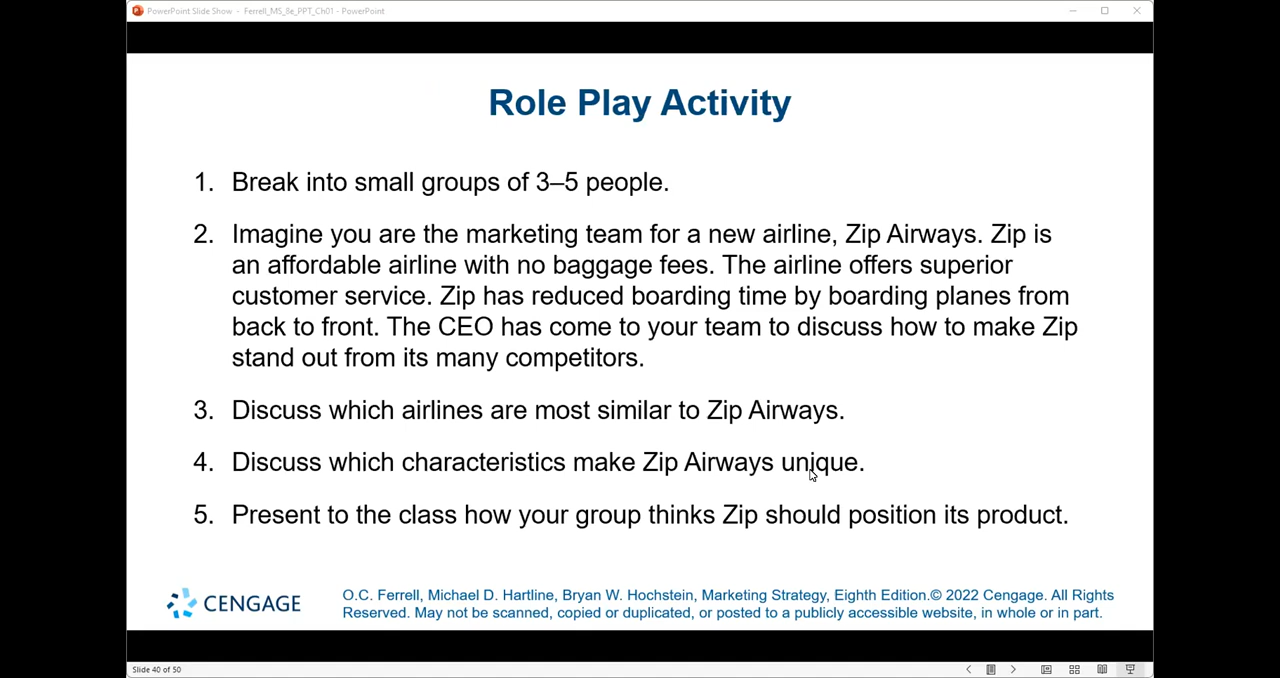 PowerPoint Slide Show - Ferrell_MS_8e_PPT_Ch01 - PowerPoint
Role Play Activity
1. Break into small groups of 3–5 people.
2. Imagine you are the marketing team for a new airline, Zip Airways. Zip is
an affordable airline with no baggage fees. The airline offers superior
customer service. Zip has reduced boarding time by boarding planes from
back to front. The CEO has come to your team to discuss how to make Zip
stand out from its many competitors.
3. Discuss which airlines are most similar to Zip Airways.
4. Discuss which characteristics make Zip Airways unique.
5. Present to the class how your group thinks Zip should position its product.
CENGAGE
O.C. Ferrell, Michael D. Hartline, Bryan W. Hochstein, Marketing Strategy, Eighth Edition.© 2022 Cengage. All Rights
Reserved. May not be scanned, copied or duplicated, or posted to a publicly accessible website, in whole or in part.
Slide 40 of 50